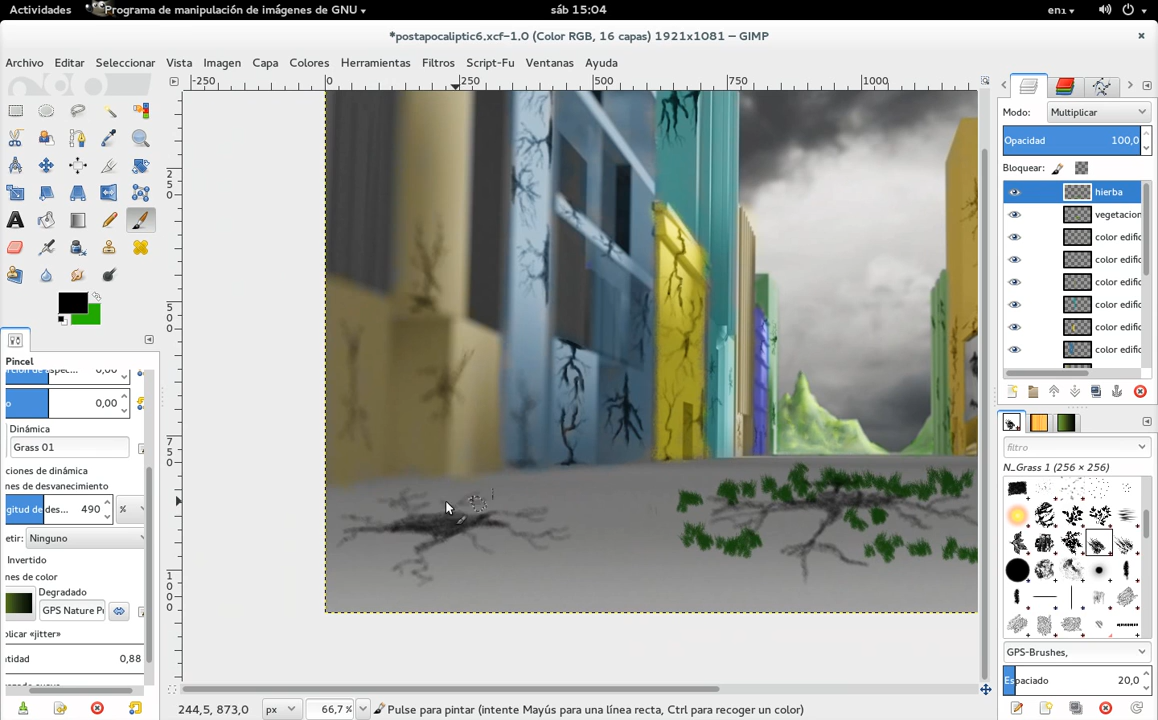 Actividades
Programa de manipulación de imágenes de GNU
sáb 15:04
en₁
*postapocaliptic6.xcf-1.0 (Color RGB, 16 capas) 1921x1081 – GIMP
Archivo Editar Seleccionar Vista Imagen Capa Colores Herramientas Filtros Script-Fu Ventanas Ayuda
-250 0 250 500 750 1000
250
500
750
1000
Modo: Multiplicar
Opacidad 100,0
Bloquear:
hierba
vegetacion
color edific
color edific
color edific
color edific
color edific
color edific
filtro
N_Grass 1 (256 × 256)
GPS-Brushes,
Espaciado 20,0
Pincel
0,00
o 0,00
Dinámica
Grass 01
ciones de dinámica
nes de desvanecimiento
gitud de des… 490 %
etir: Ninguno
Invertido
nes de color
Degradado
GPS Nature Pu
plicar «jitter»
ntidad 0,88
244,5, 873,0 px 66,7 % Pulse para pintar (intente Mayús para una línea recta, Ctrl para recoger un color)